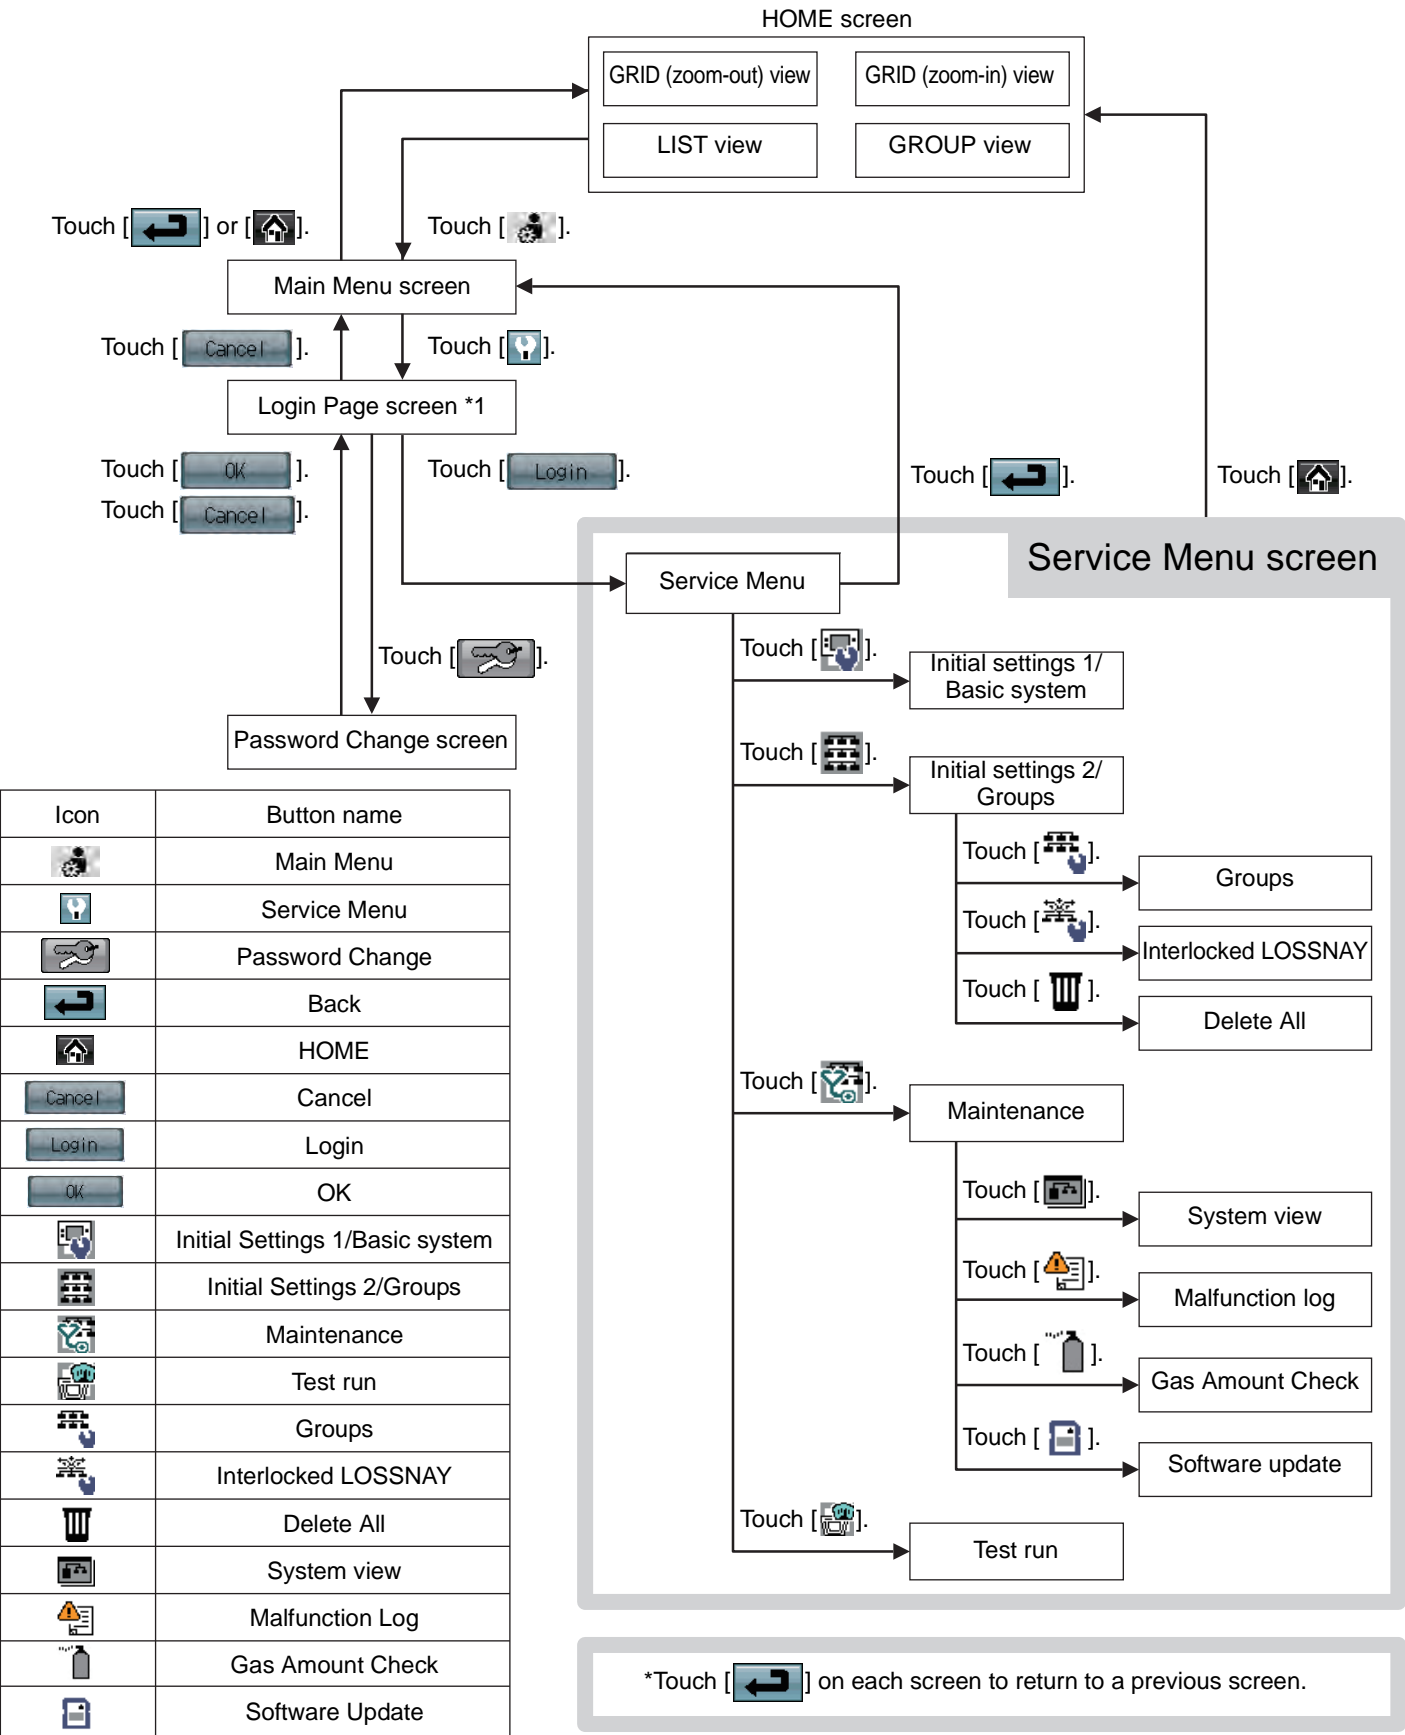 HOME screen
GRID (zoom-out) view
GRID (zoom-in) view
LIST view
GROUP view
Touch [ ] or [ ].
Touch [ ].
Main Menu screen
Touch [ Cancel ].
Touch [ ].
Login Page screen *1
Touch [ OK ].
Touch [ Cancel ].
Touch [ Login ].
Touch [ ].
Touch [ ].
Service Menu screen
Service Menu
Touch [ ].
Password Change screen
Touch [ ].
Initial settings 1/
Basic system
Touch [ ].
Initial settings 2/
Groups
Touch [ ].
Groups
Touch [ ].
Interlocked LOSSNAY
Touch [ ].
Delete All
Touch [ ].
Maintenance
Touch [ ].
System view
Touch [ ].
Malfunction log
Touch [ ].
Gas Amount Check
Touch [ ].
Software update
Touch [ ].
Test run
Icon Button name
Main Menu
Service Menu
Password Change
Back
HOME
Cancel Cancel
Login Login
OK OK
Initial Settings 1/Basic system
Initial Settings 2/Groups
Maintenance
Test run
Groups
Interlocked LOSSNAY
Delete All
System view
Malfunction Log
Gas Amount Check
Software Update
*Touch [ ] on each screen to return to a previous screen.